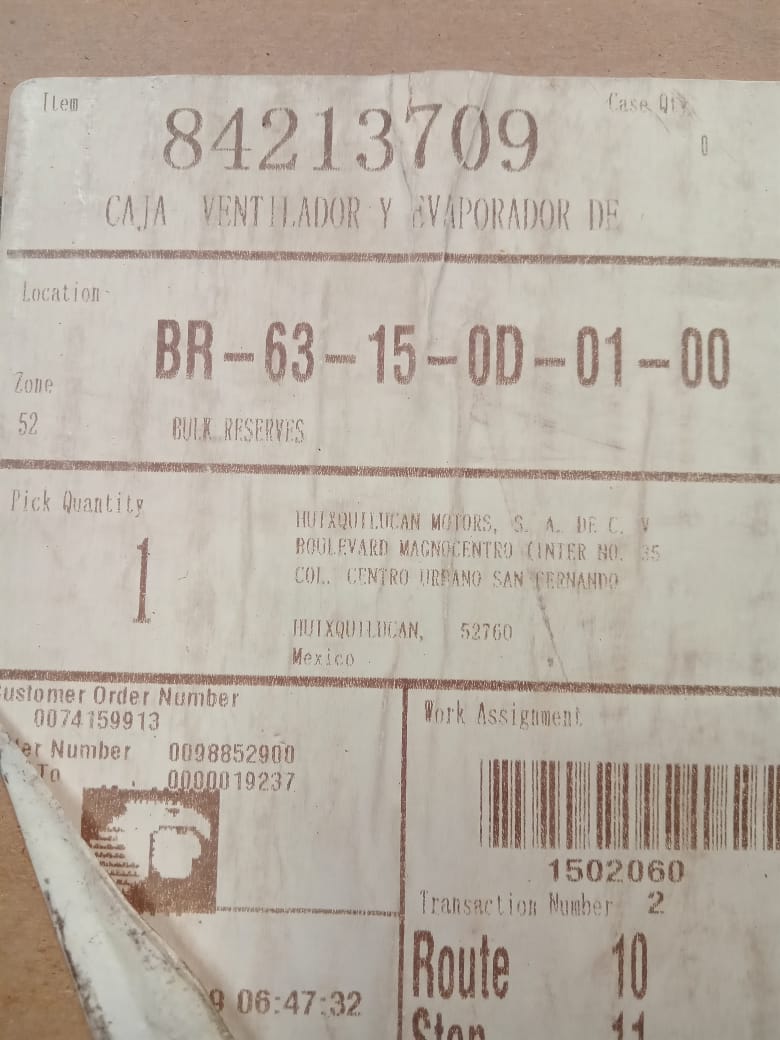 Item
Case Qty
84213709
0
CAJA VENTILADOR Y EVAPORADOR DE
Location
BR-63-15-0D-01-00
Zone
52
BULK RESERVES
Pick Quantity
1
HUIXQUILUCAN MOTORS, S. A. DE C. V
BOULEVARD MAGNOCENTRO (INTER NO. 35
COL. CENTRO URBANO SAN FERNANDO
HUIXQUILUCAN, 52760
Mexico
Customer Order Number
0074159913
Number 0098852900
To 0000019237
Work Assignment
1502060
Transaction Number 2
Route 10
Stop 11
9 06:47:32